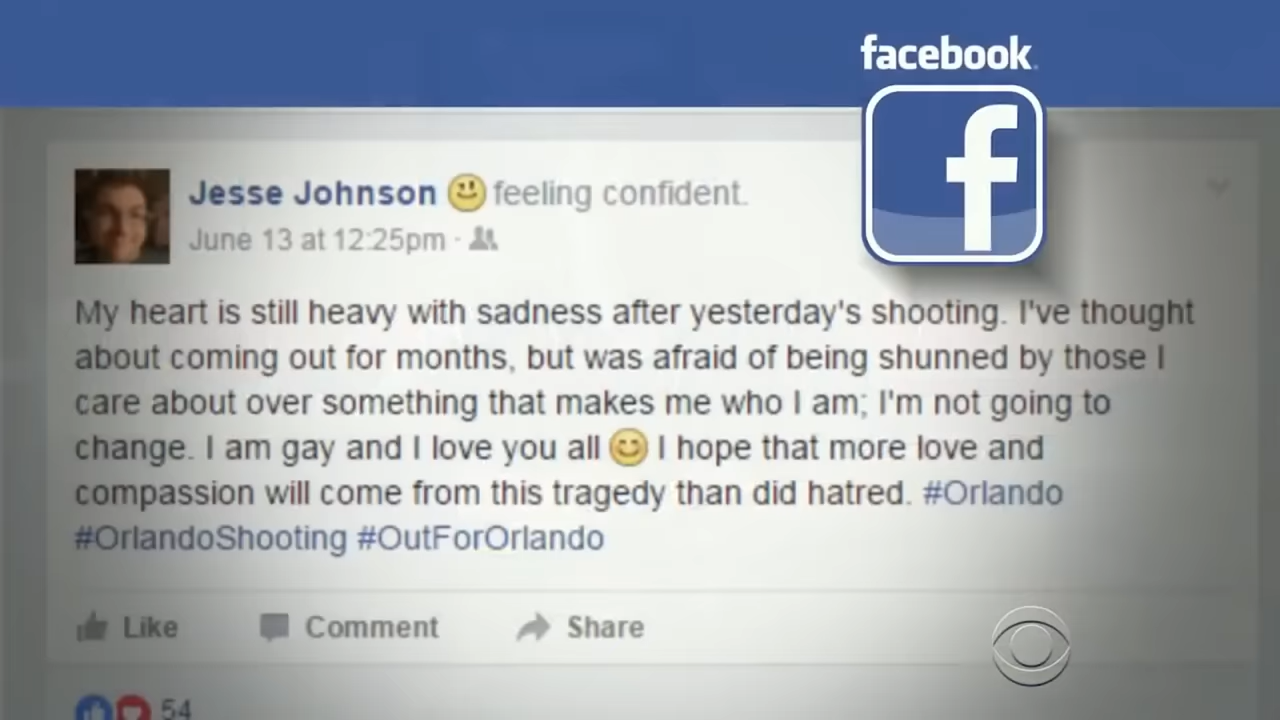 facebook
Jesse Johnson feeling confident.
June 13 at 12:25pm ·
My heart is still heavy with sadness after yesterday's shooting. I've thought
about coming out for months, but was afraid of being shunned by those I
care about over something that makes me who I am; I'm not going to
change. I am gay and I love you all 😊 I hope that more love and
compassion will come from this tragedy than did hatred. #Orlando
#OrlandoShooting #OutForOrlando
Like Comment Share
54